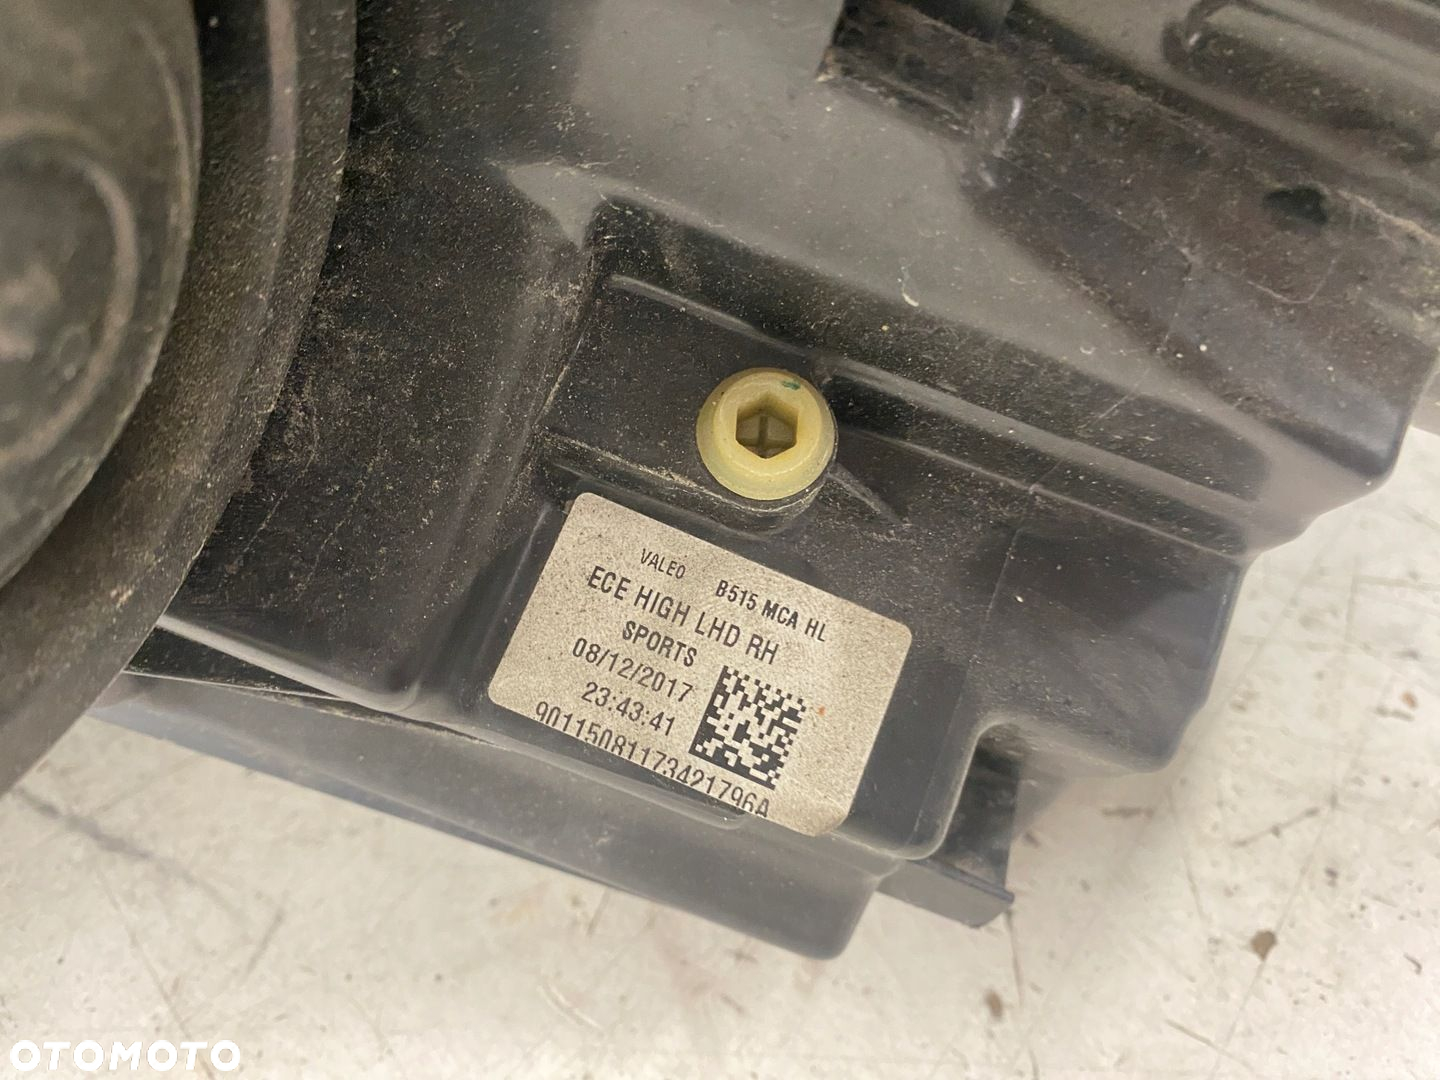 VALEO B515 MCA HL
ECE HIGH LHD RH
SPORTS
08/12/2017
23:43:41
90115081173421796A
OTOMOTO